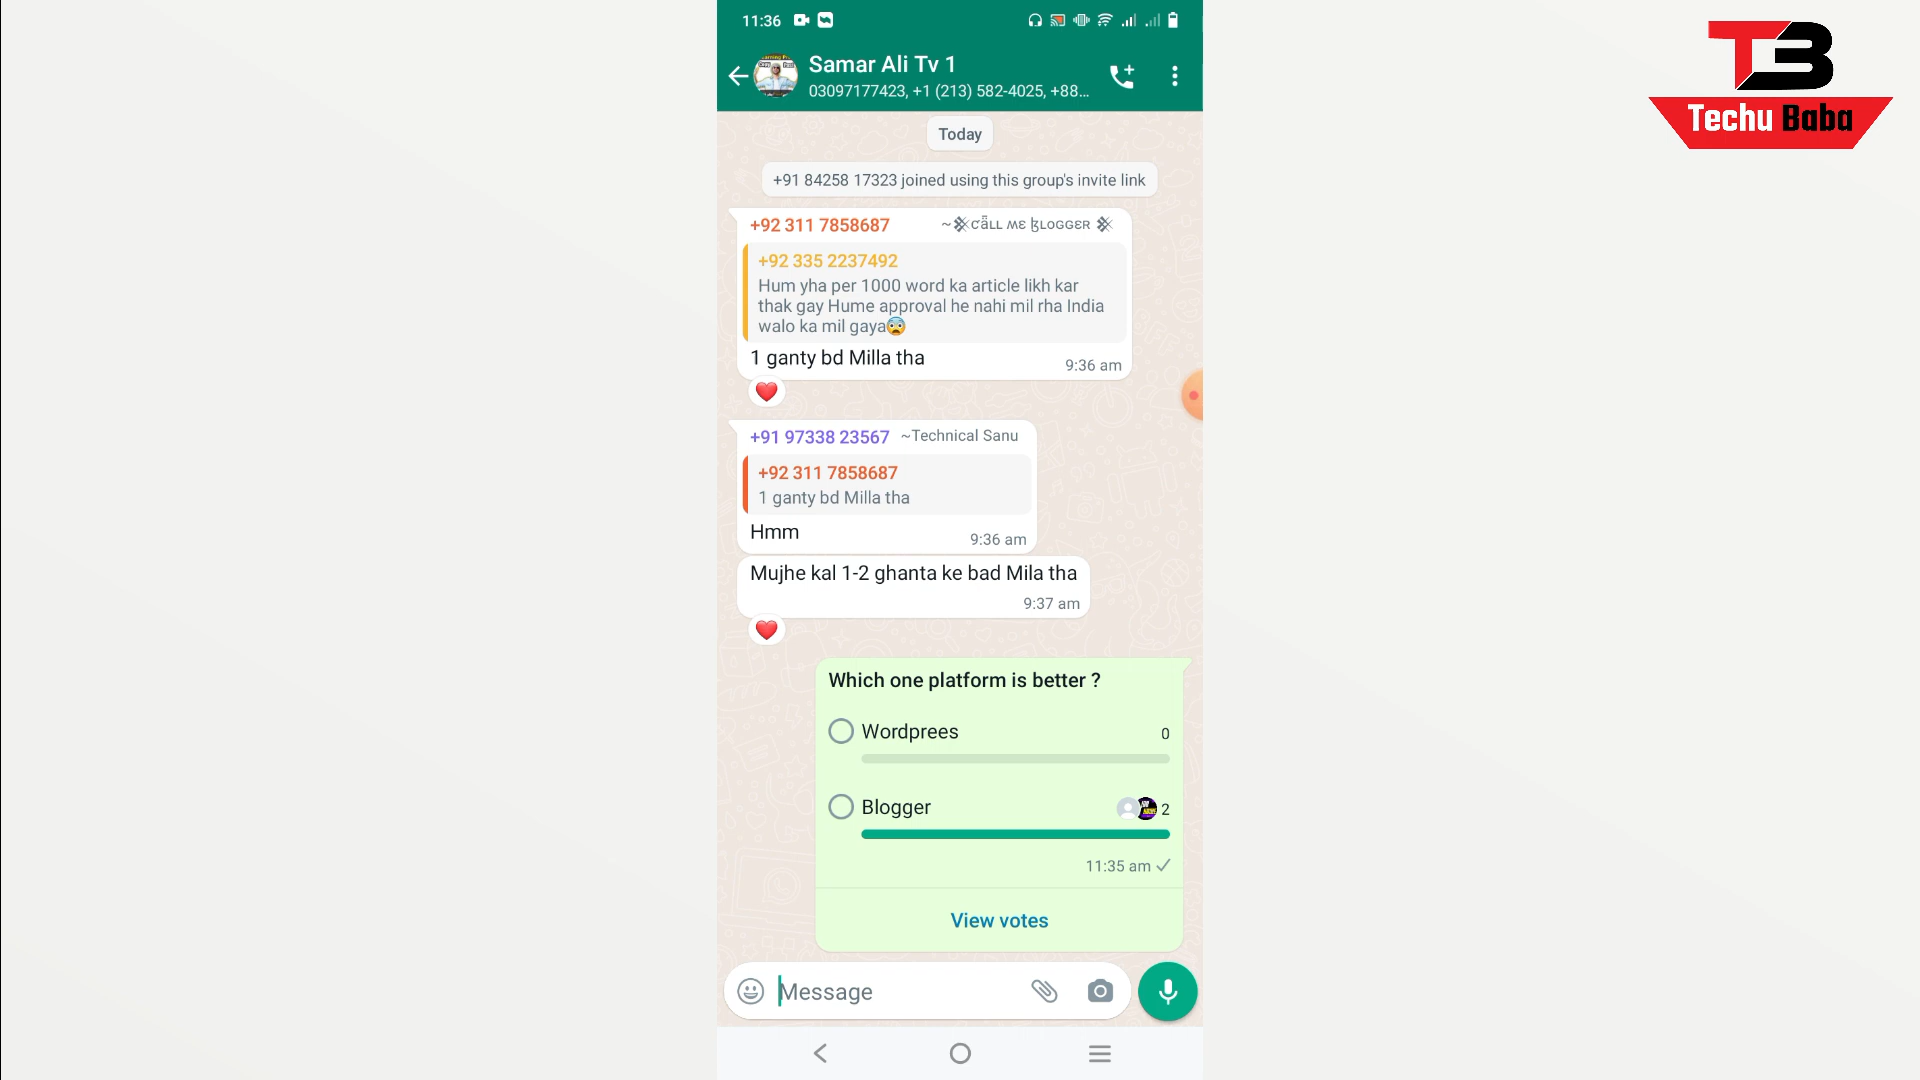 11:36
Samar Ali Tv 1
03097177423, +1 (213) 582-4025, +88...
Today
+91 84258 17323 joined using this group's invite link
+92 311 7858687
+92 335 2237492
Hum yha per 1000 word ka article likh kar
thak gay Hume approval he nahi mil rha India
walo ka mil gaya😨
1 ganty bd Milla tha
9:36 am
+91 97338 23567 ~Technical Sanu
+92 311 7858687
1 ganty bd Milla tha
Hmm
9:36 am
Mujhe kal 1-2 ghanta ke bad Mila tha
9:37 am
Which one platform is better ?
Wordprees 0
Blogger 2
11:35 am
View votes
Message
TB
Techu Baba